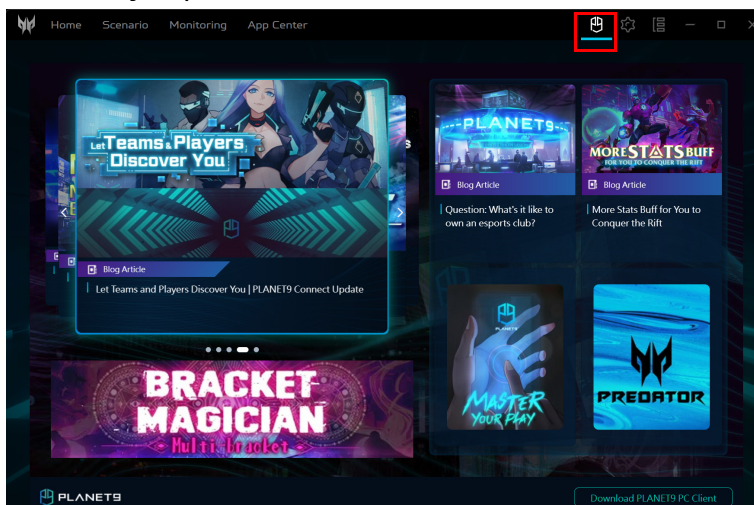 Home Scenario Monitoring App Center
Let Teams & Players
Discover You
Blog Article
Let Teams and Players Discover You | PLANET9 Connect Update
BRACKET
MAGICIAN
Multi bracket
PLANET9
Blog Article
Question: What's it like to
own an esports club?
MORE STATS BUFF
FOR YOU TO CONQUER THE RIFT
Blog Article
More Stats Buff for You to
Conquer the Rift
PLANET9
MASTER
YOUR PLAY
PREDATOR
PLANET9
Download PLANET9 PC Client